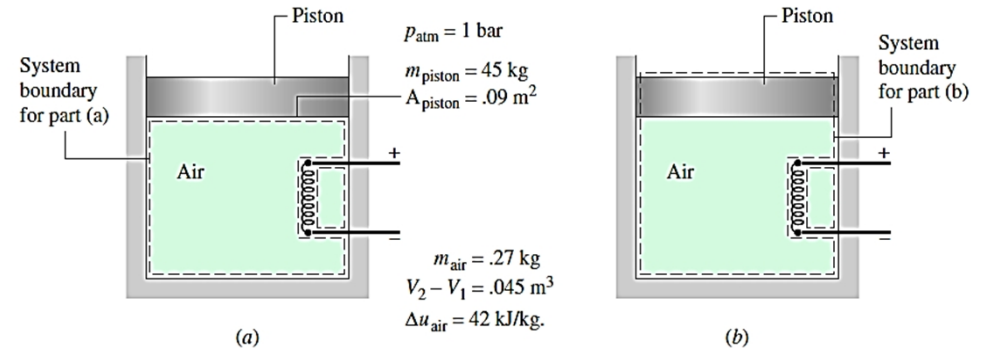 Piston
System
boundary
for part (a)
Air
p_atm = 1 bar
m_piston = 45 kg
A_piston = .09 m²
+
–
m_air = .27 kg
V₂ – V₁ = .045 m³
Δu_air = 42 kJ/kg.
(a)
Piston
System
boundary
for part (b)
Air
+
–
(b)